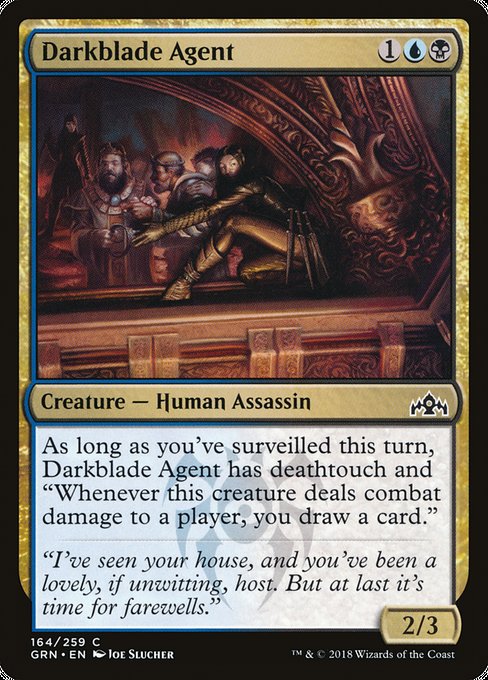 Darkblade Agent 1
Creature — Human Assassin
As long as you've surveilled this turn,
Darkblade Agent has deathtouch and
“Whenever this creature deals combat
damage to a player, you draw a card.”
“I've seen your house, and you've been a
lovely, if unwitting, host. But at last it's
time for farewells.”
2/3
164/259 C
GRN • EN Joe Slucher ™ & © 2018 Wizards of the Coast